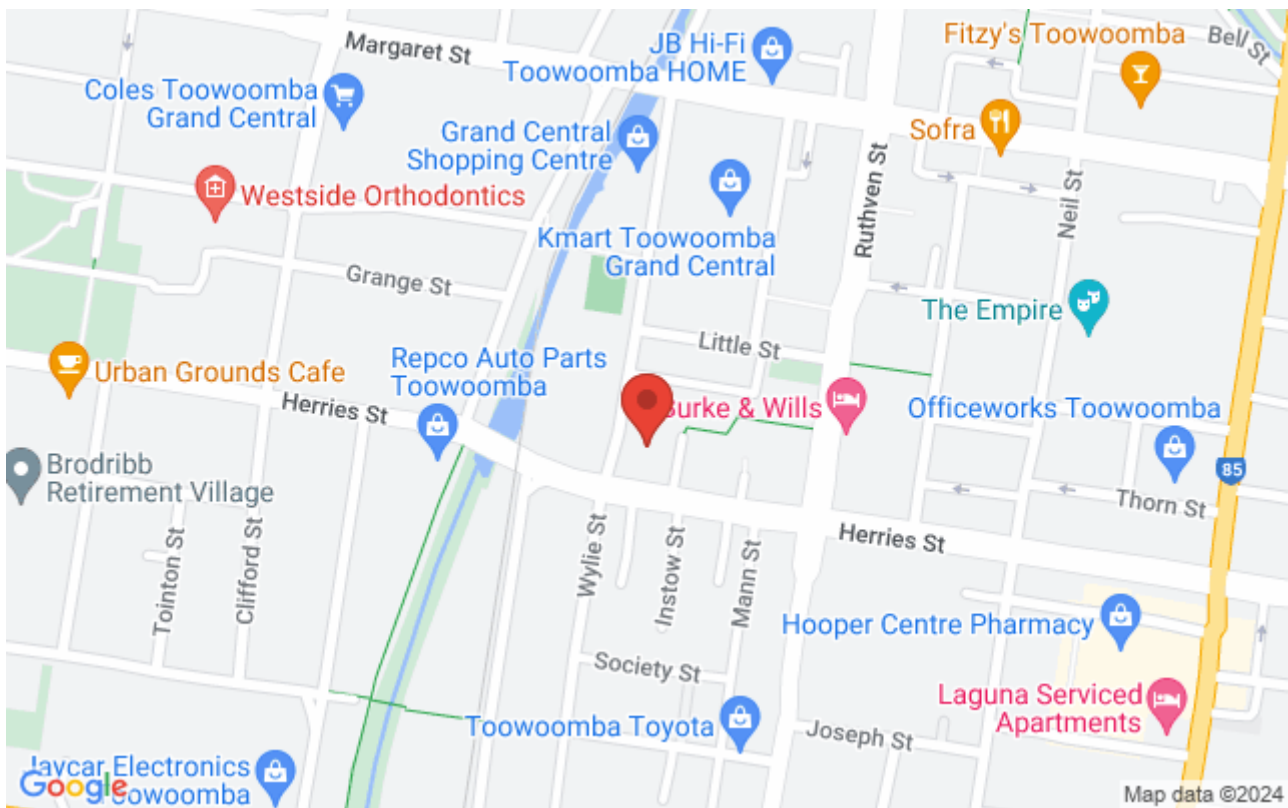 Margaret St
JB Hi-Fi
Toowoomba HOME
Fitzy's Toowoomba
Bell St
Coles Toowoomba
Grand Central
Grand Central
Shopping Centre
Sofra
Ruthven St
Neil St
Westside Orthodontics
Kmart Toowoomba
Grand Central
Grange St
The Empire
Little St
Repco Auto Parts
Toowoomba
Urban Grounds Cafe
Herries St
Burke & Wills
Officeworks Toowoomba
Brodribb
Retirement Village
85
Thorn St
Herries St
Tointon St
Clifford St
Wylie St
Instow St
Mann St
Hooper Centre Pharmacy
Society St
Laguna Serviced
Apartments
Toowoomba Toyota
Joseph St
Jaycar Electronics
Toowoomba
Google
Map data ©2024